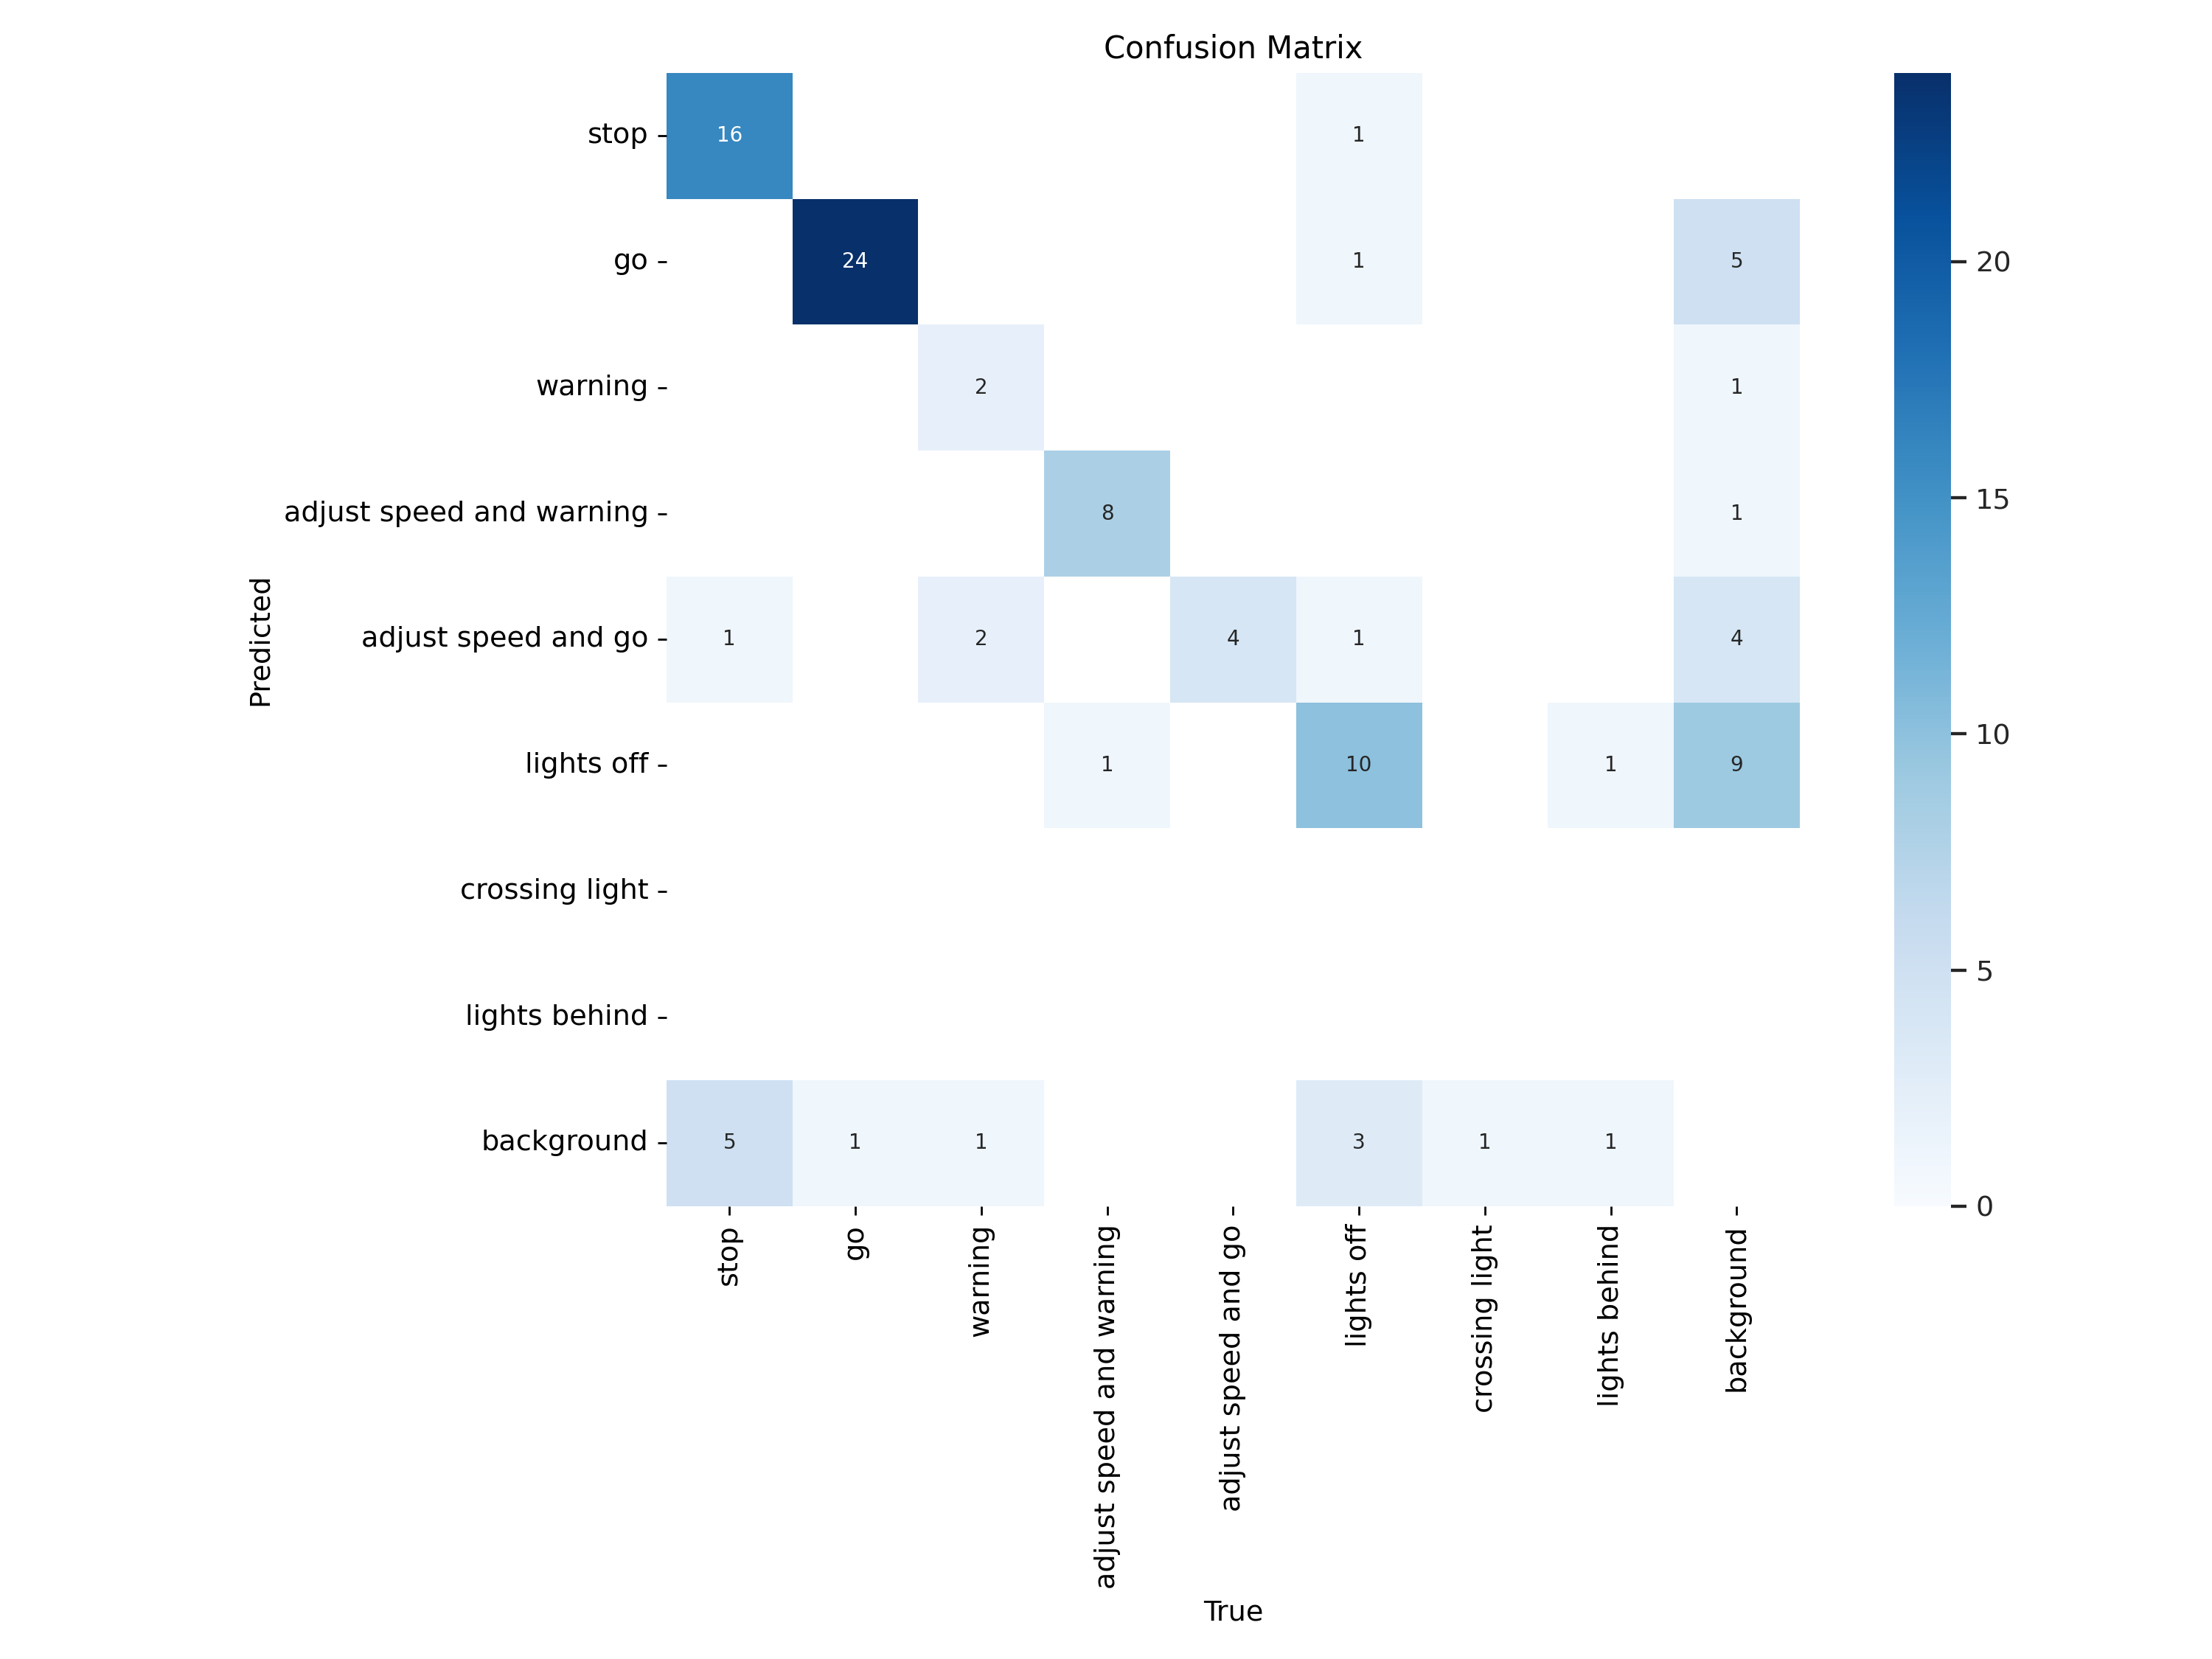 Confusion Matrix
stop 16 1
go 24 1 5
warning 2 1
adjust speed and warning 8 1
adjust speed and go 1 2 4 1 4
lights off 1 10 1 9
crossing light
lights behind
background 5 1 1 3 1 1
Predicted
stop
go
warning
adjust speed and warning
adjust speed and go
lights off
crossing light
lights behind
background
True
20
15
10
5
0